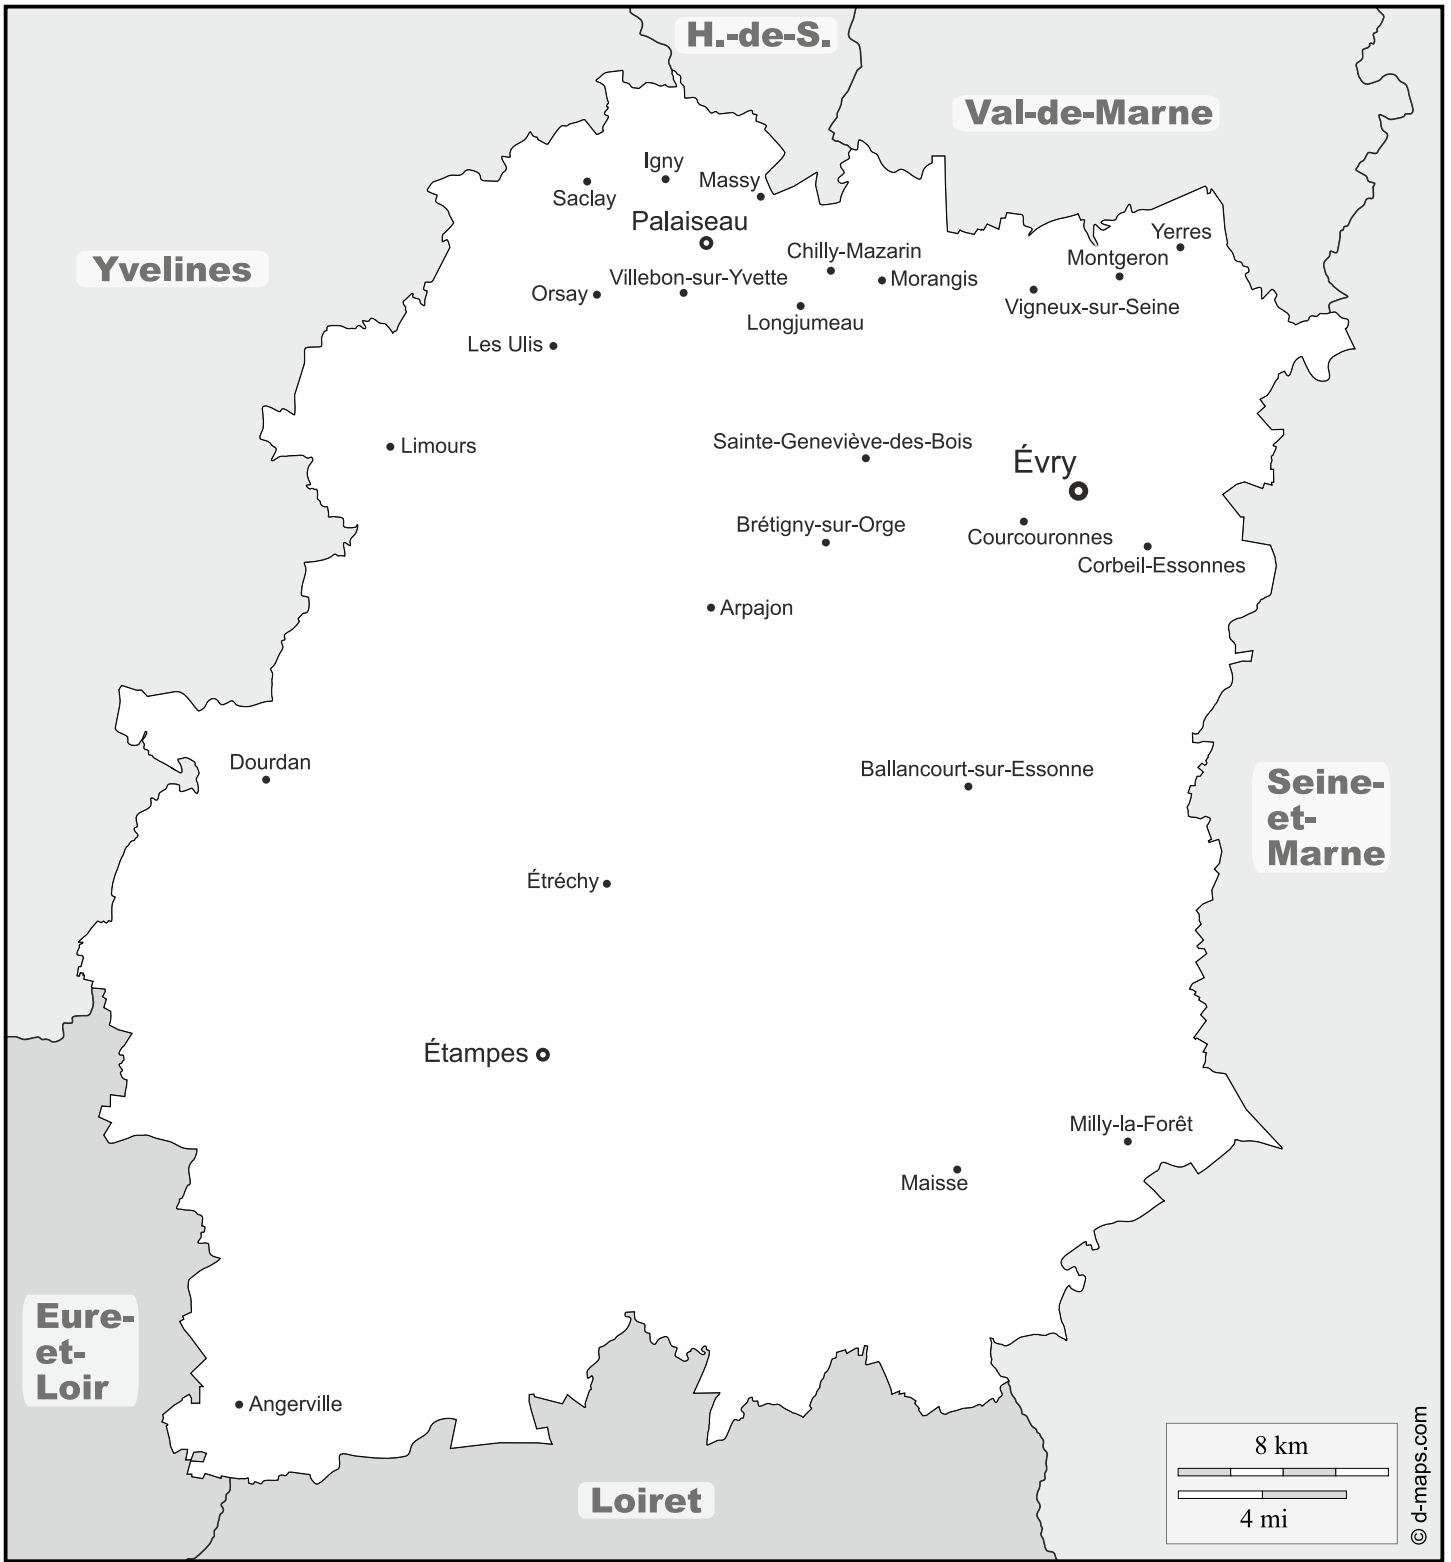 H.-de-S.
Val-de-Marne
Igny
Massy
Saclay
Palaiseau
Yerres
Chilly-Mazarin
Montgeron
Yvelines
Villebon-sur-Yvette
Morangis
Orsay
Vigneux-sur-Seine
Longjumeau
Les Ulis
Limours
Sainte-Geneviève-des-Bois
Évry
Brétigny-sur-Orge
Courcouronnes
Corbeil-Essonnes
Arpajon
Dourdan
Ballancourt-sur-Essonne
Seine-
et-
Marne
Étréchy
Étampes
Milly-la-Forêt
Maisse
Eure-
et-
Loir
Angerville
Loiret
8 km
4 mi
© d-maps.com